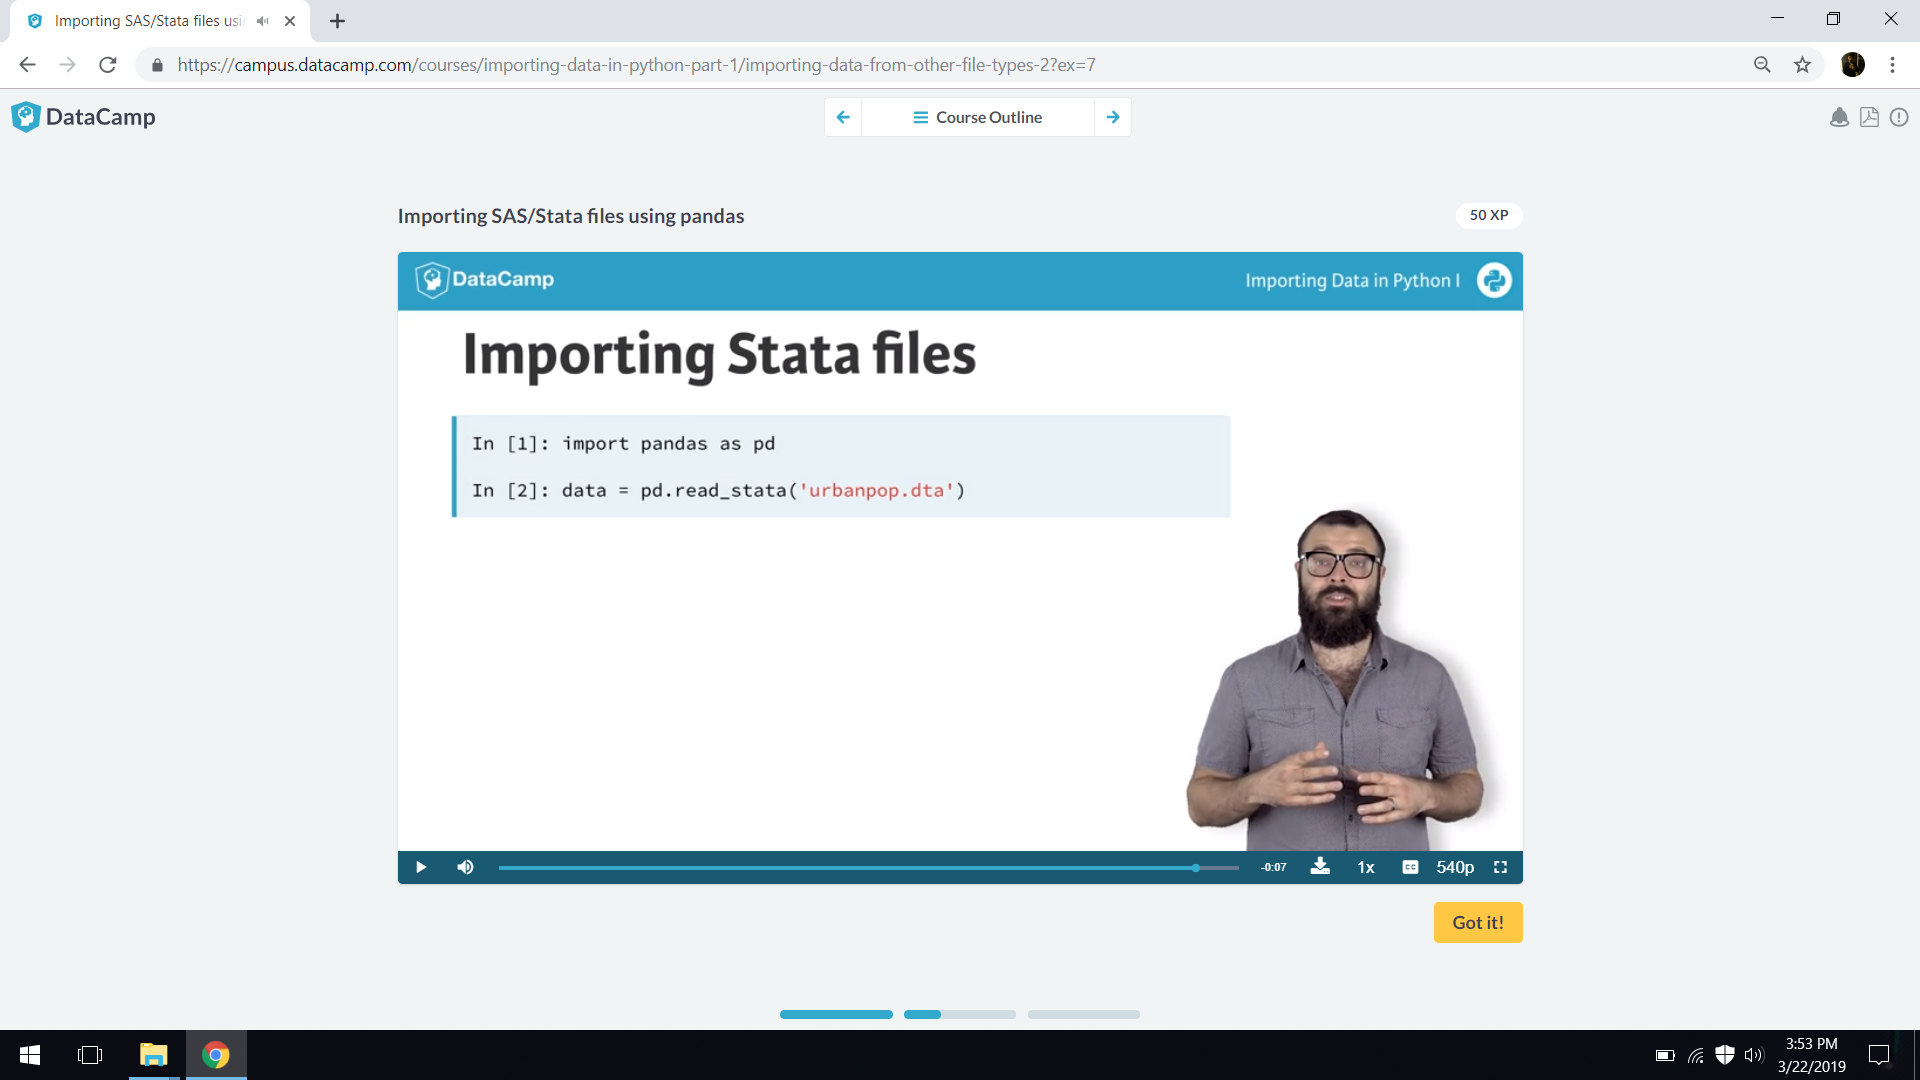 Importing SAS/Stata files usi
https://campus.datacamp.com/courses/importing-data-in-python-part-1/importing-data-from-other-file-types-2?ex=7
DataCamp
Course Outline
Importing SAS/Stata files using pandas
50 XP
DataCamp
Importing Data in Python I
Importing Stata files
In [1]: import pandas as pd
In [2]: data = pd.read_stata('urbanpop.dta')
-0:07
1x
CC
540p
Got it!
3:53 PM
3/22/2019